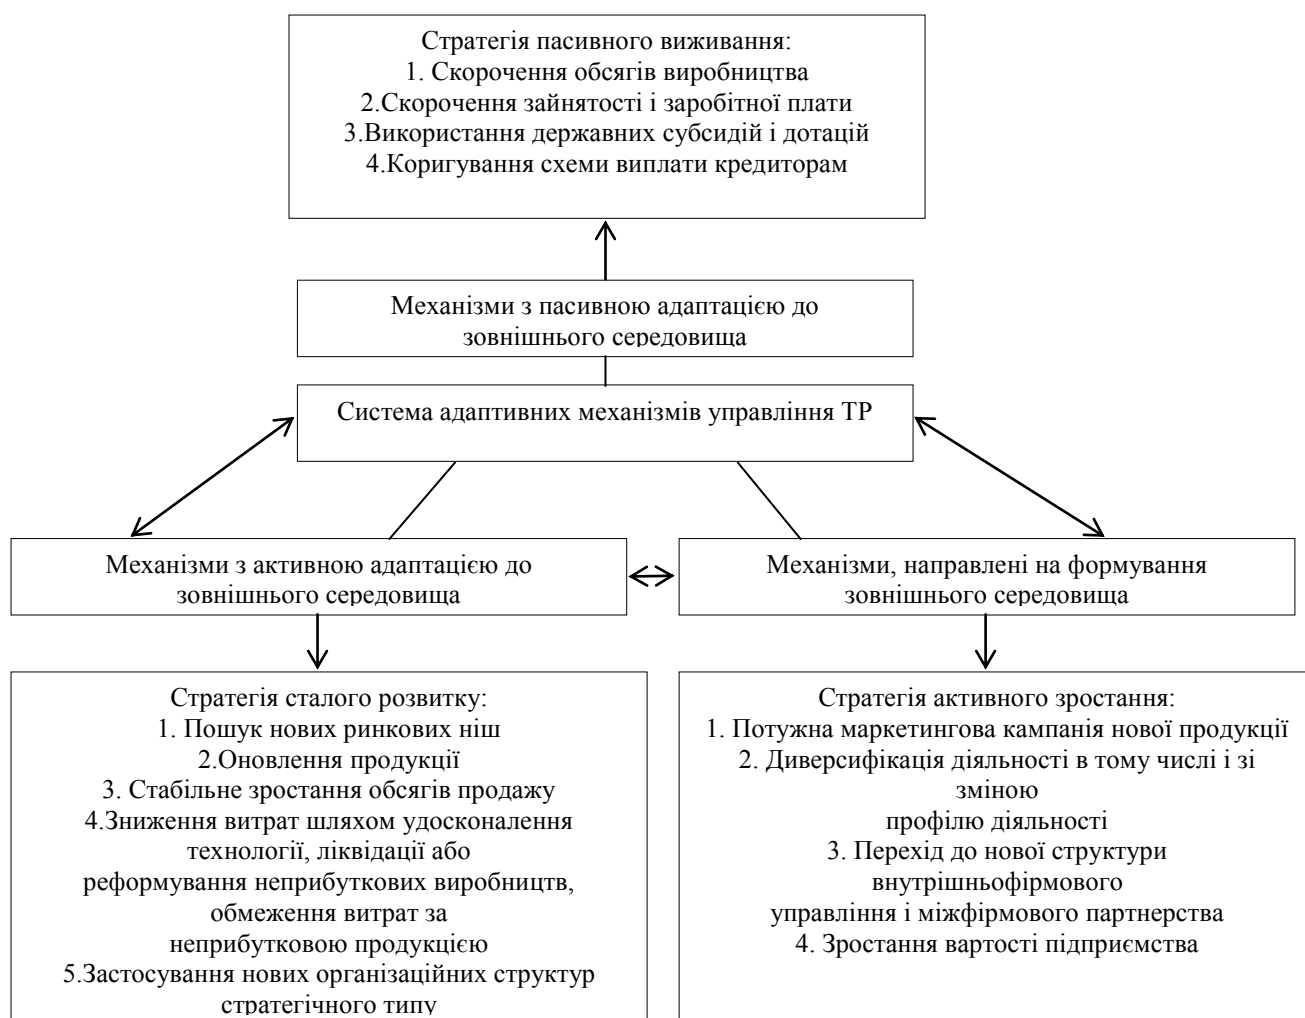 Стратегія пасивного виживання:
1. Скорочення обсягів виробництва
2.Скорочення зайнятості і заробітної плати
3.Використання державних субсидій і дотацій
4.Коригування схеми виплати кредиторам
Механізми з пасивною адаптацією до
зовнішнього середовища
Система адаптивних механізмів управління ТР
Механізми з активною адаптацією до
зовнішнього середовища
Механізми, направлені на формування
зовнішнього середовища
Стратегія сталого розвитку:
1. Пошук нових ринкових ніш
2.Оновлення продукції
3. Стабільне зростання обсягів продажу
4.Зниження витрат шляхом удосконалення
технології, ліквідації або
реформування неприбуткових виробництв,
обмеження витрат за
неприбутковою продукцією
5.Застосування нових організаційних структур
стратегічного типу
Стратегія активного зростання:
1. Потужна маркетингова кампанія нової продукції
2. Диверсифікація діяльності в тому числі і зі
зміною
профілю діяльності
3. Перехід до нової структури
внутрішньофірмового
управління і міжфірмового партнерства
4. Зростання вартості підприємства